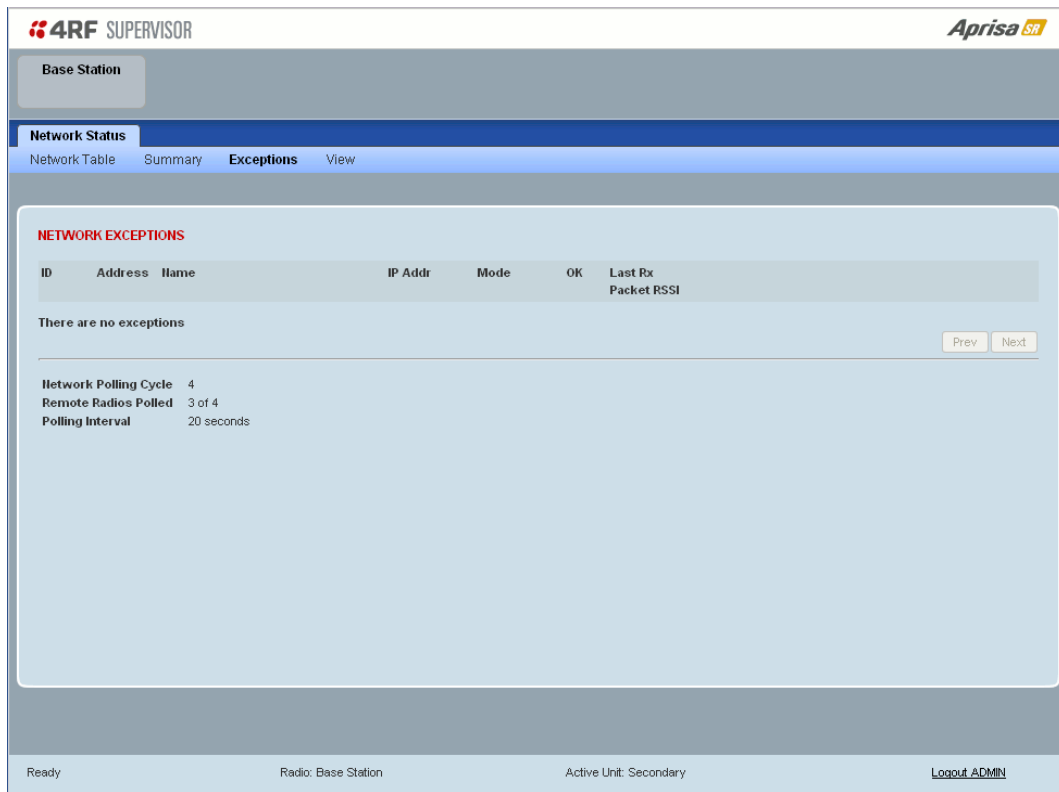 4RF SUPERVISOR
Aprisa SR
Base Station
Network Status
Network Table Summary Exceptions View
NETWORK EXCEPTIONS
ID Address Name IP Addr Mode OK Last Rx
Packet RSSI
There are no exceptions
Prev Next
Network Polling Cycle 4
Remote Radios Polled 3 of 4
Polling Interval 20 seconds
Ready Radio: Base Station Active Unit: Secondary Logout ADMIN